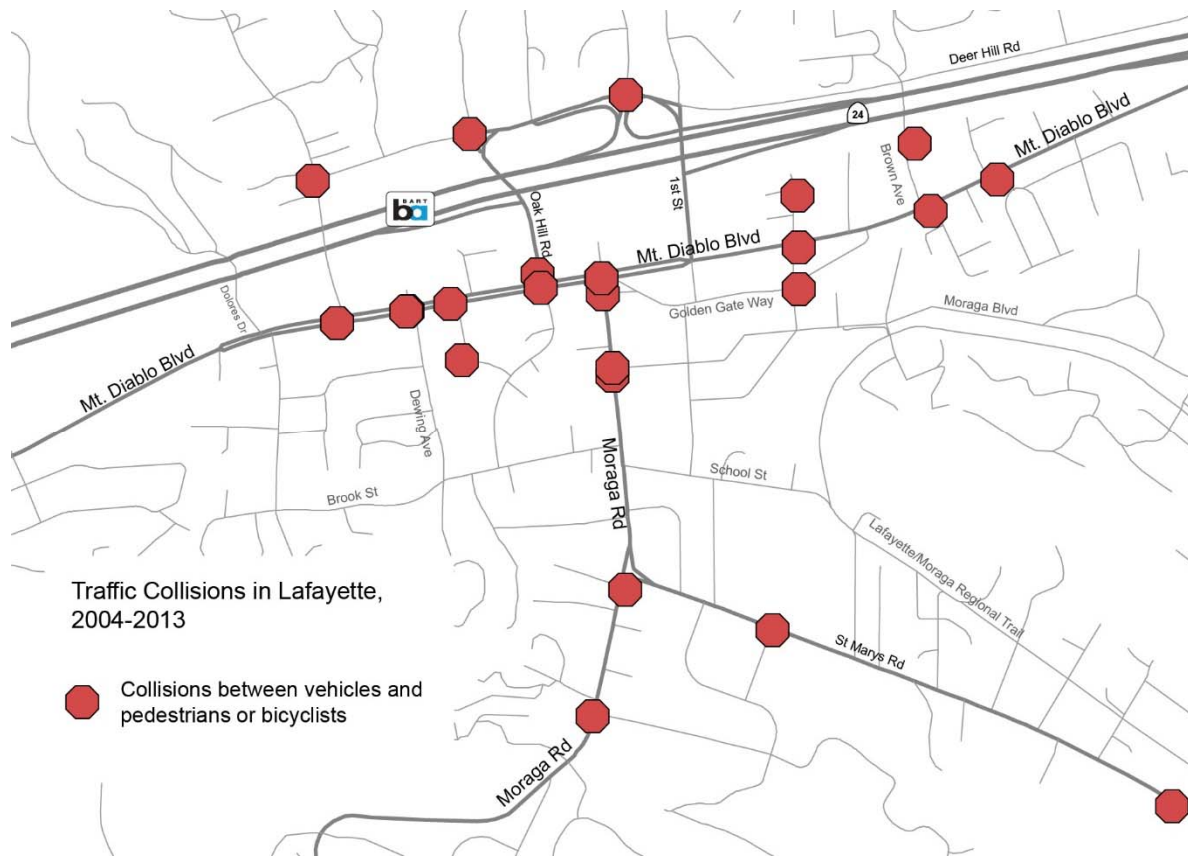 Deer Hill Rd
24
Mt. Diablo Blvd
Brown Ave
BART
ba
Oak Hill Rd
1st St
Mt. Diablo Blvd
Dolores Dr
Golden Gate Way
Moraga Blvd
Mt. Diablo Blvd
Dewing Ave
Moraga Rd
School St
Brook St
Lafayette/Moraga Regional Trail
Traffic Collisions in Lafayette,
2004-2013
St Marys Rd
Collisions between vehicles and
pedestrians or bicyclists
Moraga Rd